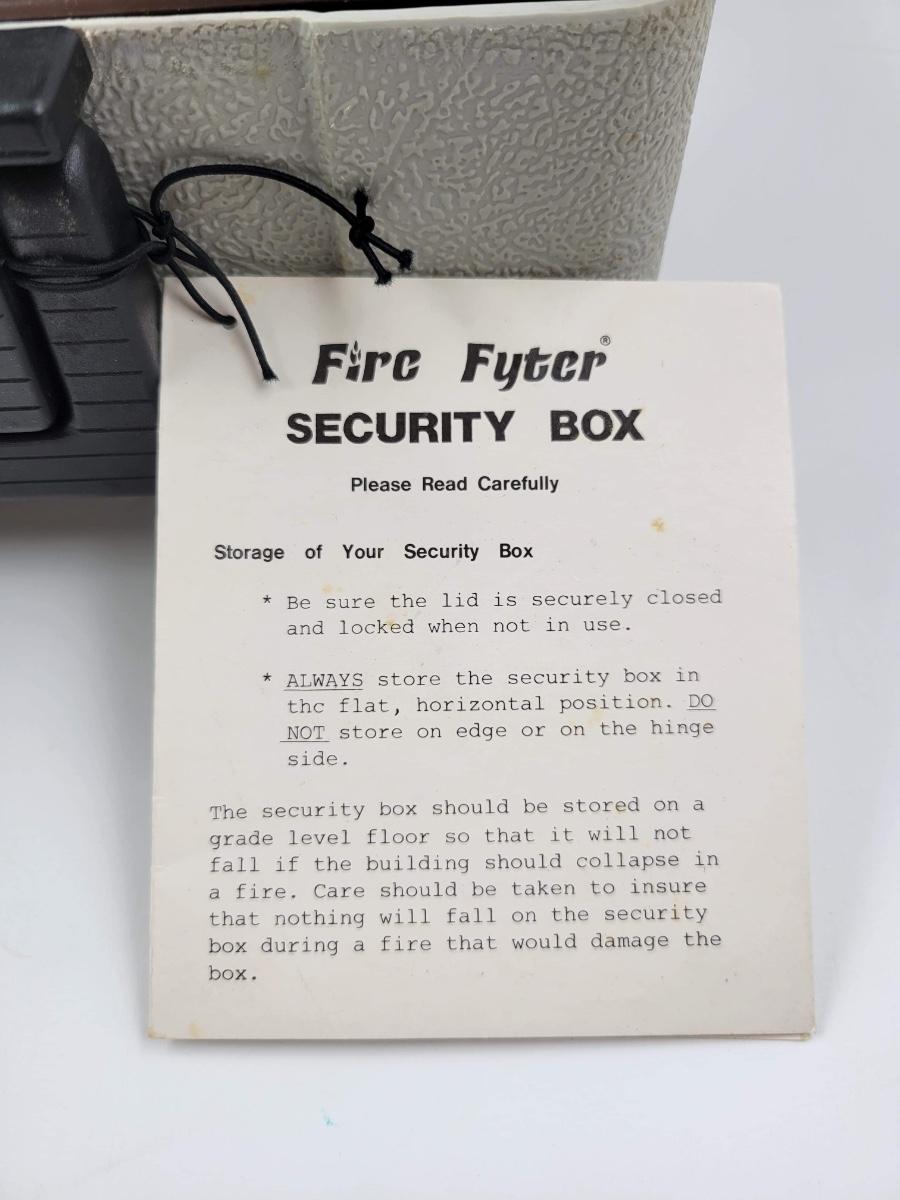 Fire Fyter®
SECURITY BOX
Please Read Carefully
Storage of Your Security Box
* Be sure the lid is securely closed
and locked when not in use.
* ALWAYS store the security box in
the flat, horizontal position. DO
NOT store on edge or on the hinge
side.
The security box should be stored on a
grade level floor so that it will not
fall if the building should collapse in
a fire. Care should be taken to insure
that nothing will fall on the security
box during a fire that would damage the
box.